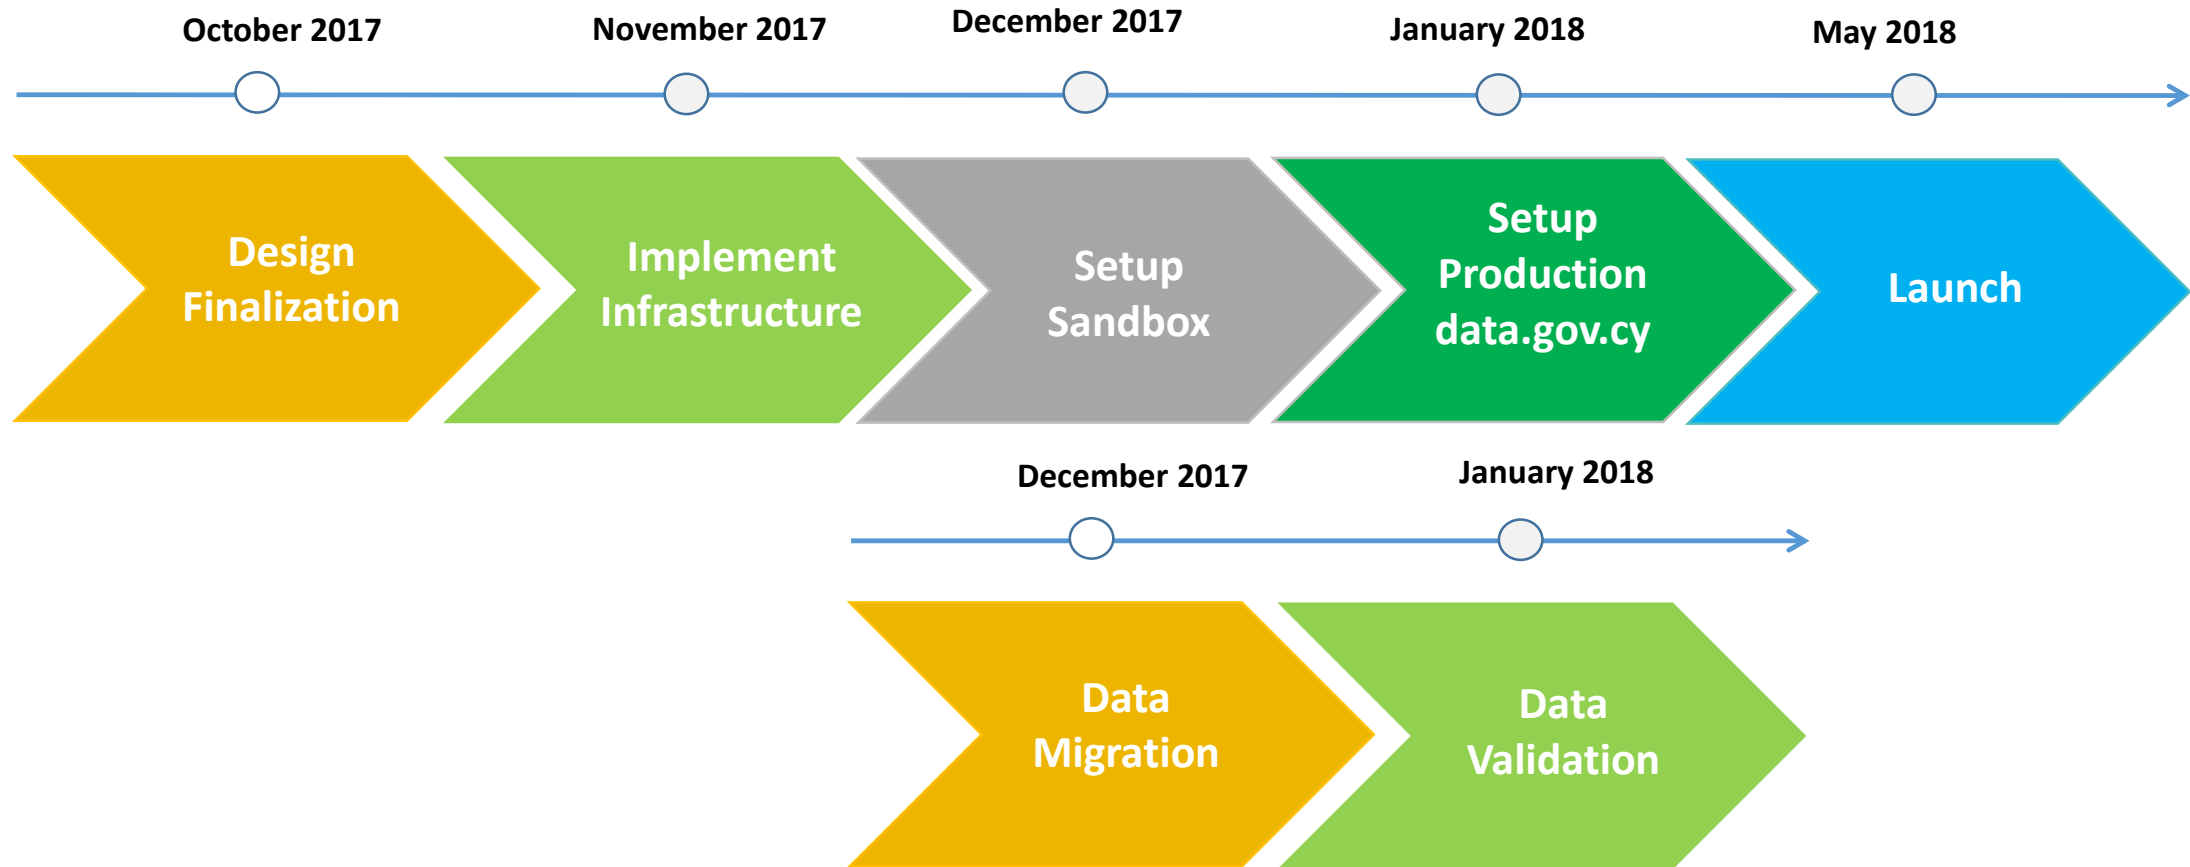 October 2017
November 2017
December 2017
January 2018
May 2018
Design
Finalization
Implement
Infrastructure
Setup
Sandbox
Setup
Production
data.gov.cy
Launch
December 2017
January 2018
Data
Migration
Data
Validation